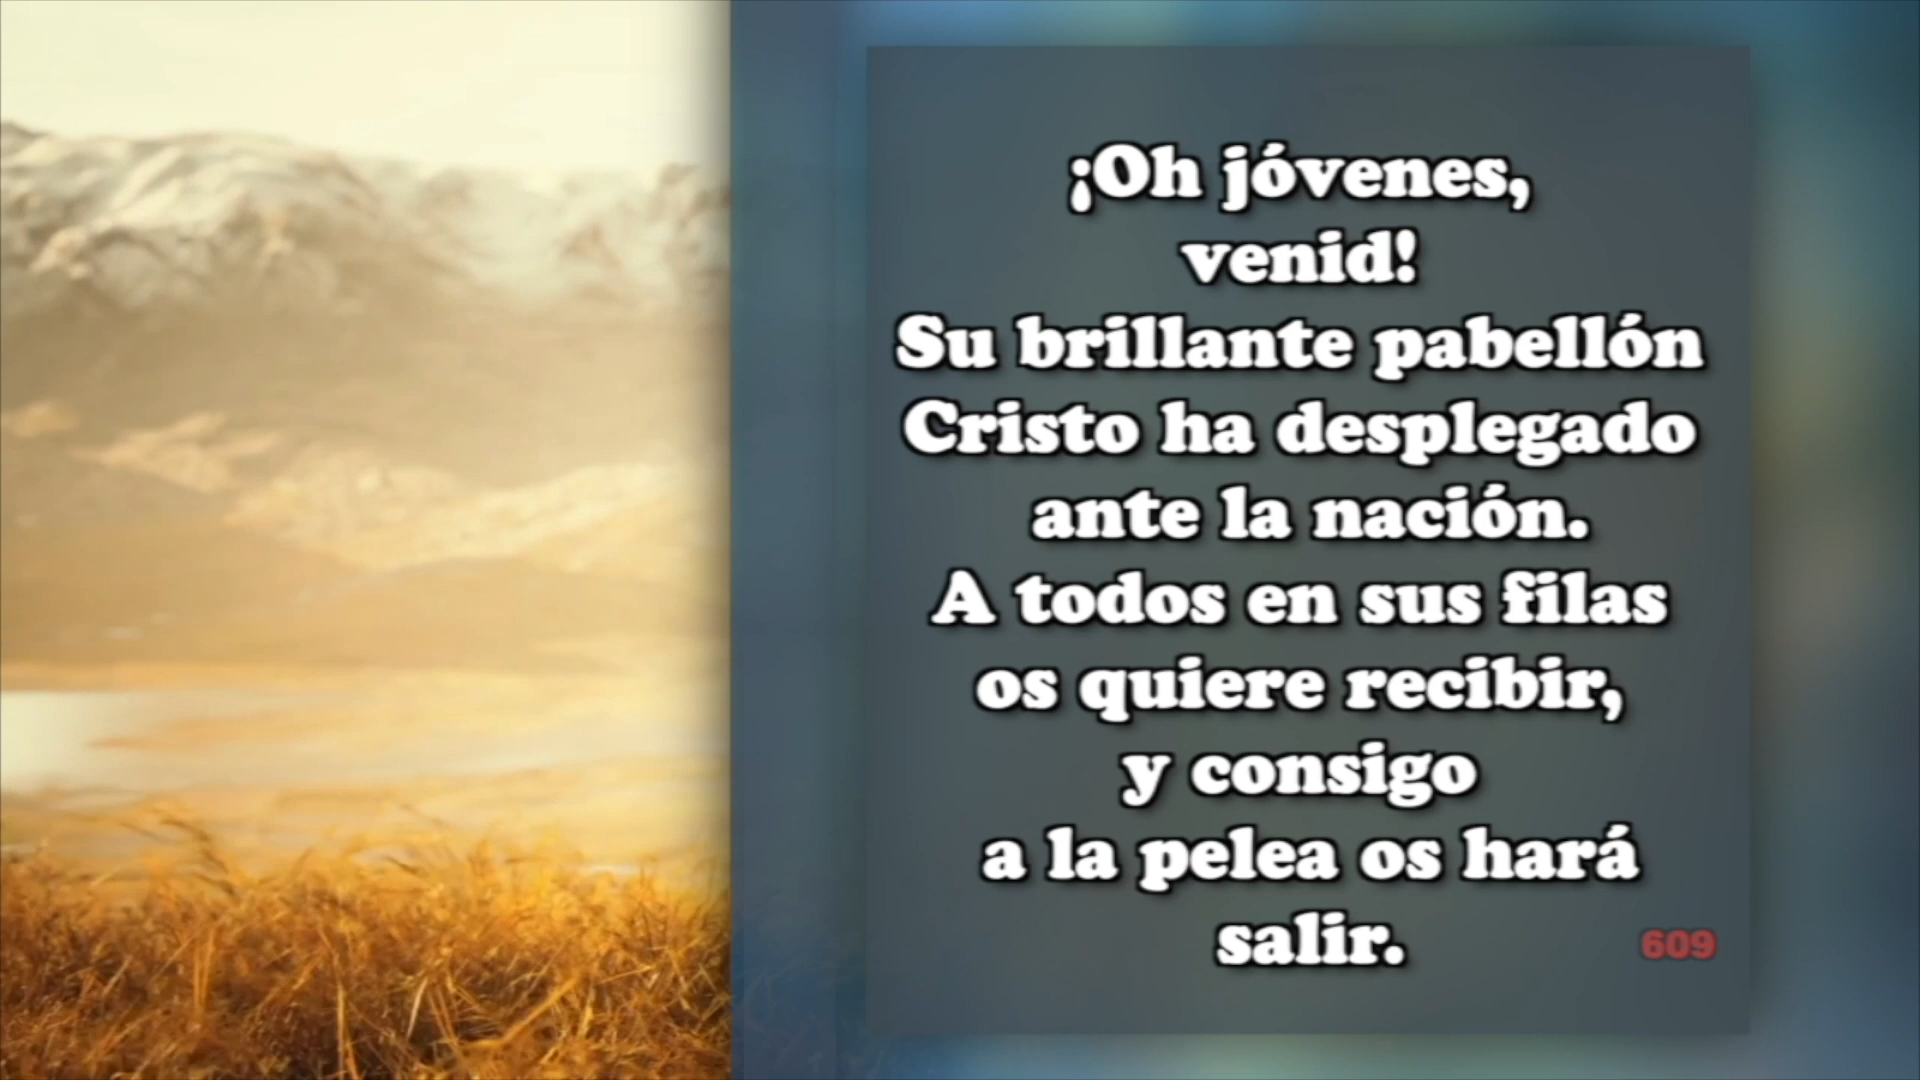 ¡Oh jóvenes,
venid!
Su brillante pabellón
Cristo ha desplegado
ante la nación.
A todos en sus filas
os quiere recibir,
y consigo
a la pelea os hará
salir.
609